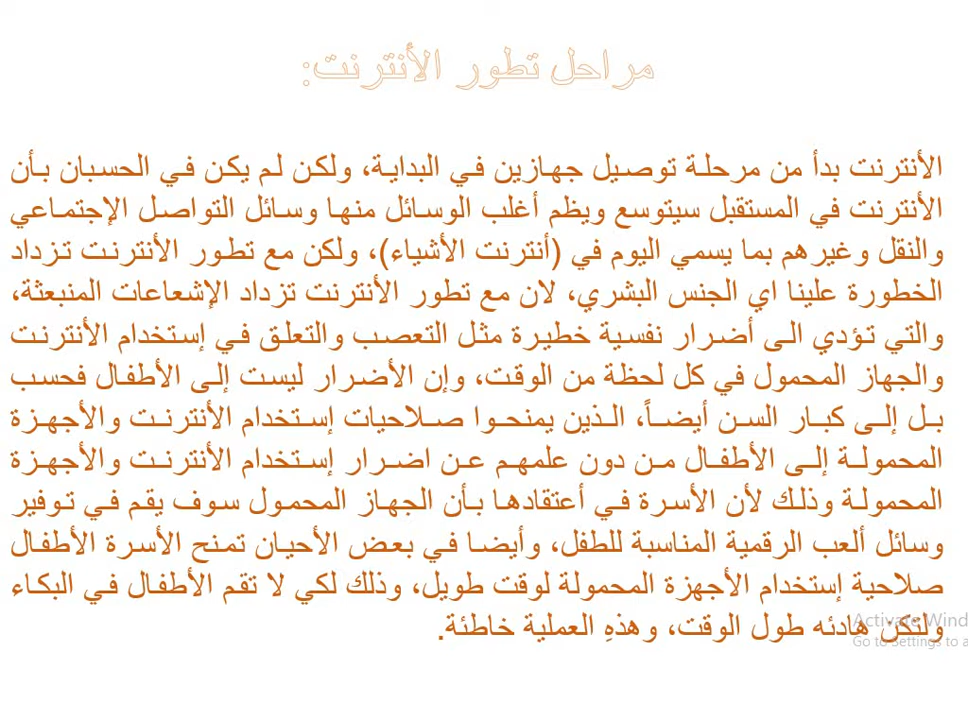 مراحل تطور الأنترنت:
الأنترنت بدأ من مرحلة توصيل جهازين في البداية، ولكن لم يكن في الحسبان بأن
الأنترنت في المستقبل سيتوسع ويظم أغلب الوسائل منها وسائل التواصل الإجتماعي
والنقل وغيرهم بما يسمي اليوم في (أنترنت الأشياء)، ولكن مع تطور الأنترنت تزداد
الخطورة علينا اي الجنس البشري، لان مع تطور الأنترنت تزداد الإشعاعات المنبعثة،
والتي تؤدي الى أضرار نفسية خطيرة مثل التعصب والتعلق في إستخدام الأنترنت
والجهاز المحمول في كل لحظة من الوقت، وإن الأضرار ليست إلى الأطفال فحسب
بل إلى كبار السن أيضاً، الذين يمنحوا صلاحيات إستخدام الأنترنت والأجهزة
المحمولة إلى الأطفال من دون علمهم عن اضرار إستخدام الأنترنت والأجهزة
المحمولة وذلك لأن الأسرة في أعتقادها بأن الجهاز المحمول سوف يقم في توفير
وسائل ألعب الرقمية المناسبة للطفل، وأيضا في بعض الأحيان تمنح الأسرة الأطفال
صلاحية إستخدام الأجهزة المحمولة لوقت طويل، وذلك لكي لا تقم الأطفال في البكاء
ولتكن هادئه طول الوقت، وهذهِ العملية خاطئة.
Activate Wind
Go to Settings to a